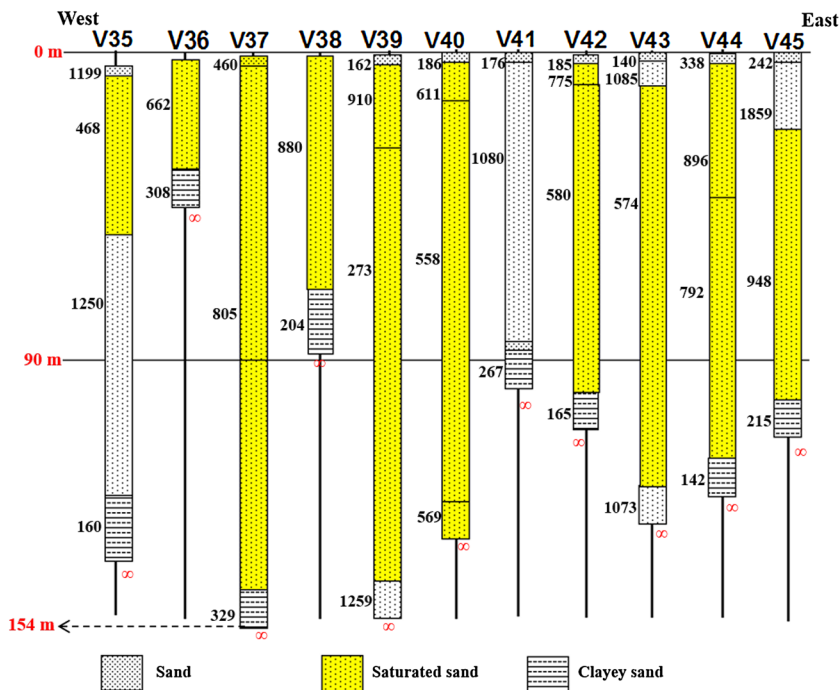 West East
V35 V36 V37 V38 V39 V40 V41 V42 V43 V44 V45
0 m
460 162 186 176 185 140 338 242
1199 775 1085
662 910 611 1859
468 880 1080 896
308 580 574
273 558 948
1250 805 204 792
90 m
267
165 215
142
160 569 1073
1259
329
154 m
∞ ∞ ∞ ∞ ∞ ∞ ∞ ∞ ∞ ∞ ∞
Sand Saturated sand Clayey sand